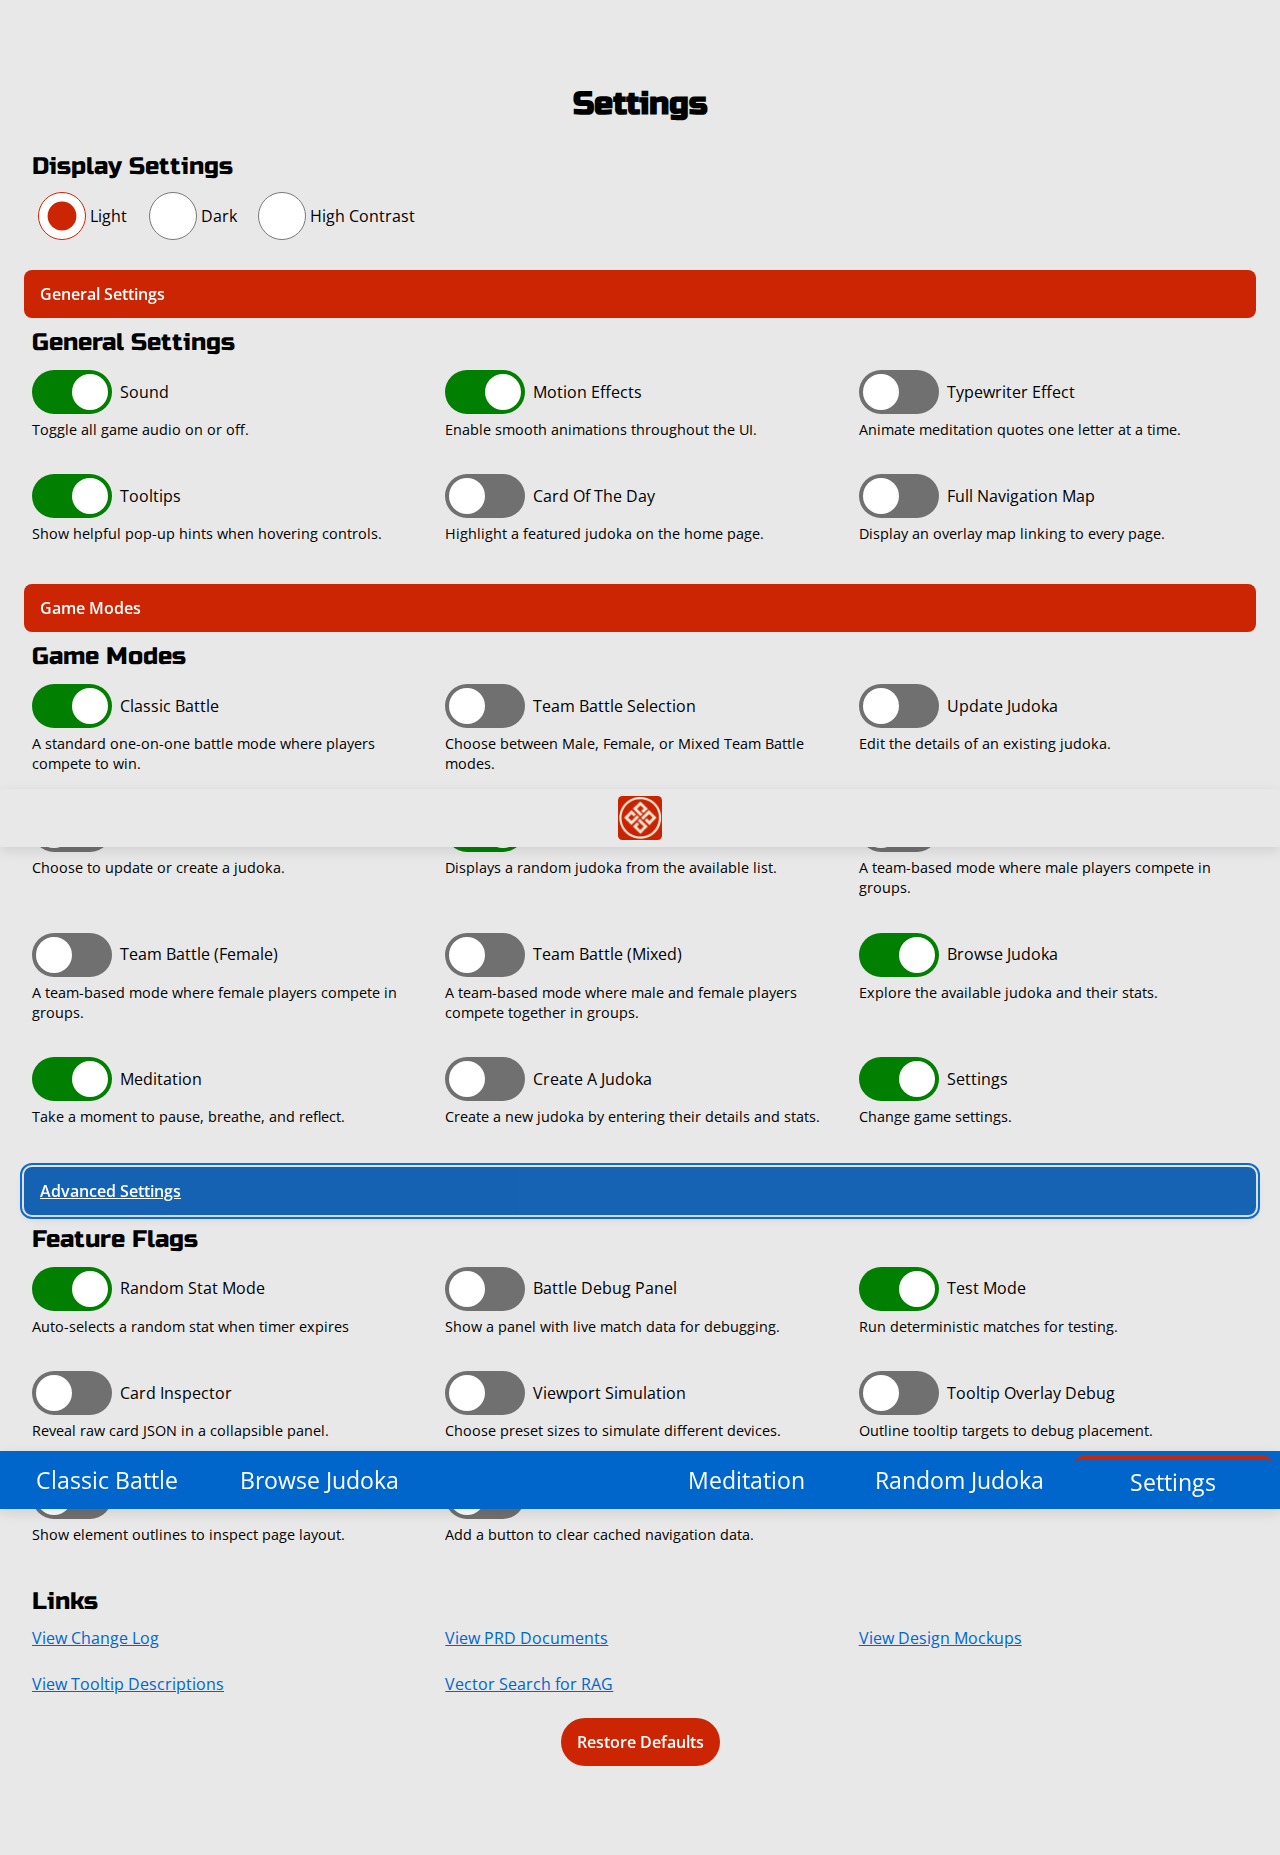 Settings
Display Settings
Light Dark High Contrast
General Settings
General Settings
Sound Motion Effects Typewriter Effect
Toggle all game audio on or off. Enable smooth animations throughout the UI. Animate meditation quotes one letter at a time.
Tooltips Card Of The Day Full Navigation Map
Show helpful pop-up hints when hovering controls. Highlight a featured judoka on the home page. Display an overlay map linking to every page.
Game Modes
Game Modes
Classic Battle Team Battle Selection Update Judoka
A standard one-on-one battle mode where players
compete to win.
Choose between Male, Female, or Mixed Team Battle
modes.
Edit the details of an existing judoka.
Choose to update or create a judoka. Displays a random judoka from the available list.
A team-based mode where male players compete in
groups.
Team Battle (Female) Team Battle (Mixed) Browse Judoka
A team-based mode where female players compete in
groups.
A team-based mode where male and female players
compete together in groups.
Explore the available judoka and their stats.
Meditation Create A Judoka Settings
Take a moment to pause, breathe, and reflect. Create a new judoka by entering their details and stats. Change game settings.
Advanced Settings
Feature Flags
Random Stat Mode Battle Debug Panel Test Mode
Auto-selects a random stat when timer expires Show a panel with live match data for debugging. Run deterministic matches for testing.
Card Inspector Viewport Simulation Tooltip Overlay Debug
Reveal raw card JSON in a collapsible panel. Choose preset sizes to simulate different devices. Outline tooltip targets to debug placement.
Classic Battle Browse Judoka Meditation Random Judoka Settings
Show element outlines to inspect page layout. Add a button to clear cached navigation data.
Links
View Change Log View PRD Documents View Design Mockups
View Tooltip Descriptions Vector Search for RAG
Restore Defaults